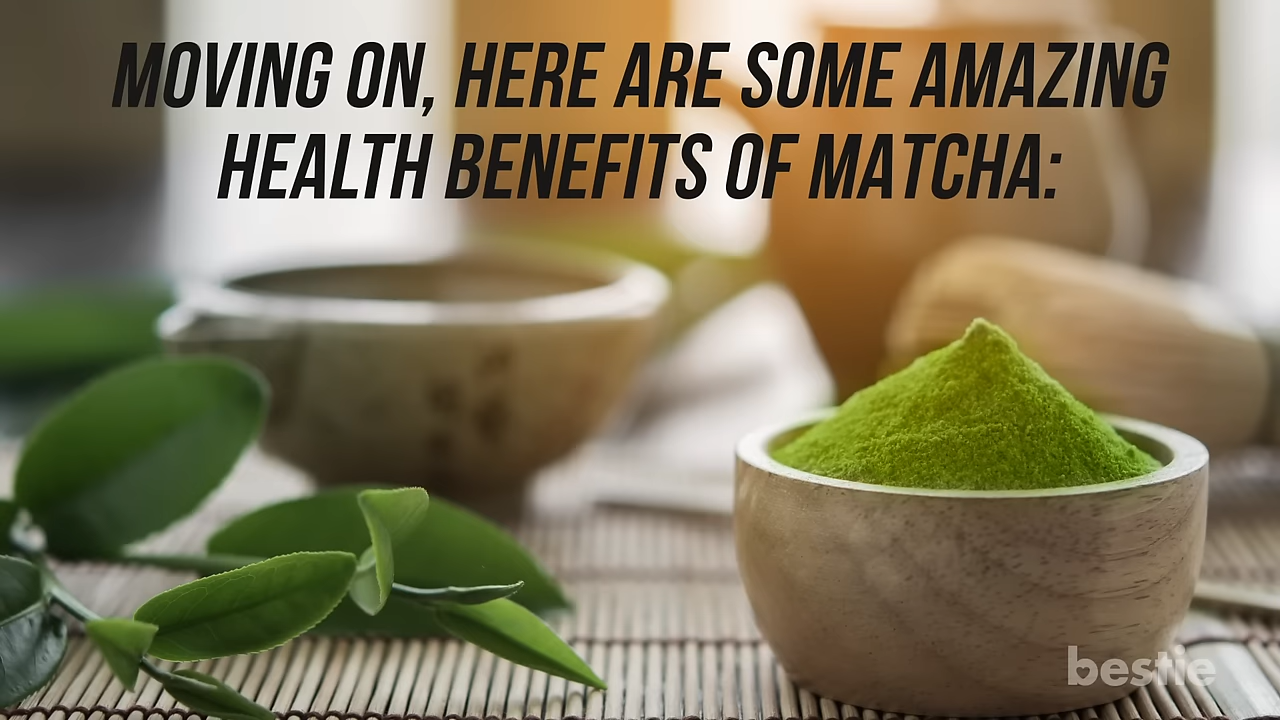 MOVING ON, HERE ARE SOME AMAZING
HEALTH BENEFITS OF MATCHA:
bestie